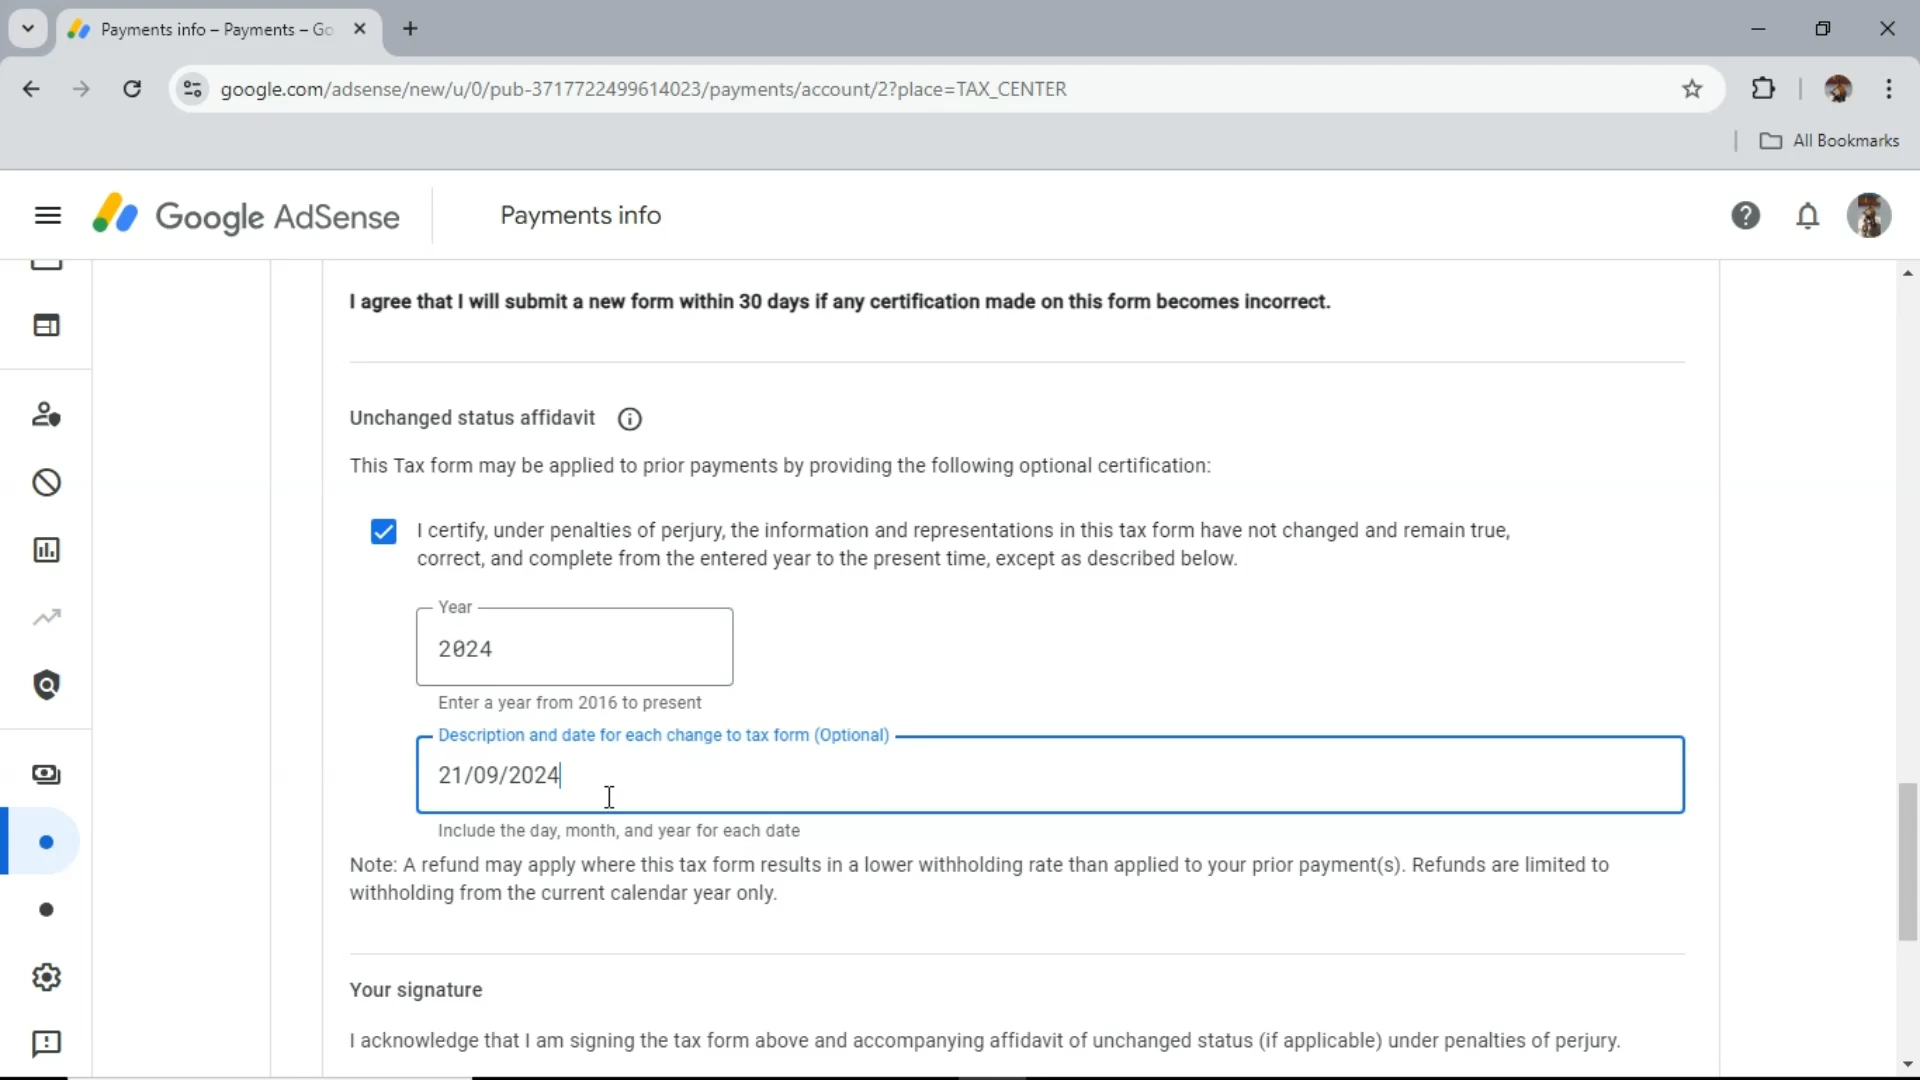 Payments info – Payments – Go
google.com/adsense/new/u/0/pub-3717722499614023/payments/account/2?place=TAX_CENTER
All Bookmarks
Google AdSense
Payments info
I agree that I will submit a new form within 30 days if any certification made on this form becomes incorrect.
Unchanged status affidavit
This Tax form may be applied to prior payments by providing the following optional certification:
I certify, under penalties of perjury, the information and representations in this tax form have not changed and remain true,
correct, and complete from the entered year to the present time, except as described below.
Year
2024
Enter a year from 2016 to present
Description and date for each change to tax form (Optional)
21/09/2024
Include the day, month, and year for each date
Note: A refund may apply where this tax form results in a lower withholding rate than applied to your prior payment(s). Refunds are limited to
withholding from the current calendar year only.
Your signature
I acknowledge that I am signing the tax form above and accompanying affidavit of unchanged status (if applicable) under penalties of perjury.